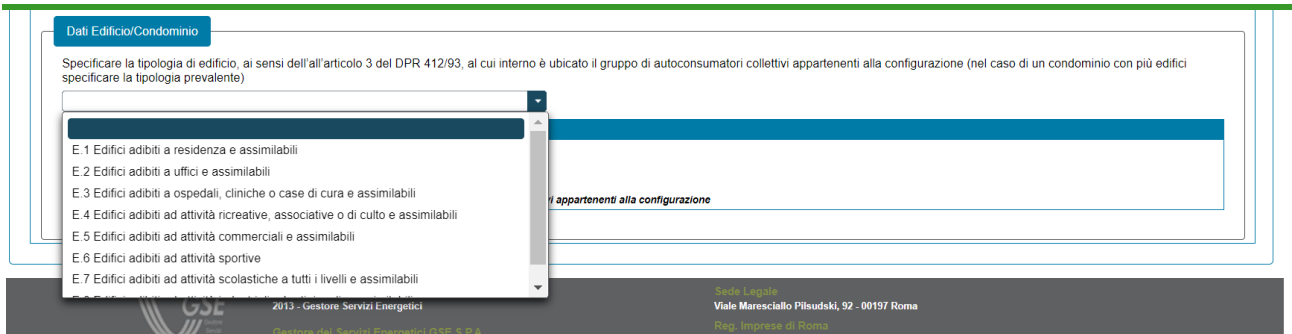 Dati Edificio/Condominio
Specificare la tipologia di edificio, ai sensi dell'all'articolo 3 del DPR 412/93, al cui interno è ubicato il gruppo di autoconsumatori collettivi appartenenti alla configurazione (nel caso di un condominio con più edifici
specificare la tipologia prevalente)
E.1 Edifici adibiti a residenza e assimilabili
E.2 Edifici adibiti a uffici e assimilabili
E.3 Edifici adibiti a ospedali, cliniche o case di cura e assimilabili
appartenenti alla configurazione
E.4 Edifici adibiti ad attività ricreative, associative o di culto e assimilabili
E.5 Edifici adibiti ad attività commerciali e assimilabili
E.6 Edifici adibiti ad attività sportive
E.7 Edifici adibiti ad attività scolastiche a tutti i livelli e assimilabili
GSE
2013 - Gestore Servizi Energetici
Gestore dei Servizi Energetici GSE S.P.A.
Sede Legale
Viale Maresciallo Pilsudski, 92 - 00197 Roma
Reg. Imprese di Roma